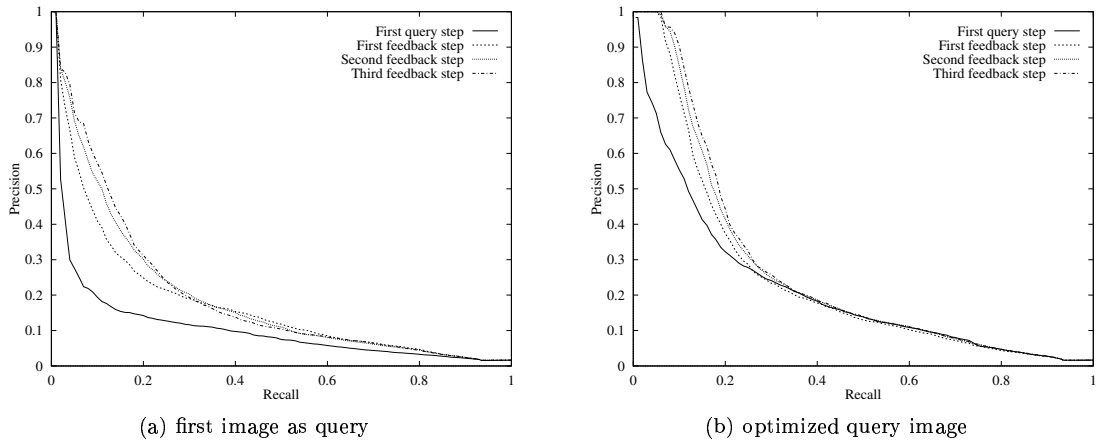 1
0.9
0.8
0.7
0.6
0.5
0.4
0.3
0.2
0.1
0
Precision
First query step
First feedback step
Second feedback step
Third feedback step
0
0.2
0.4
0.6
0.8
1
Recall
(a) first image as query
1
0.9
0.8
0.7
0.6
0.5
0.4
0.3
0.2
0.1
0
Precision
First query step
First feedback step
Second feedback step
Third feedback step
0
0.2
0.4
0.6
0.8
1
Recall
(b) optimized query image